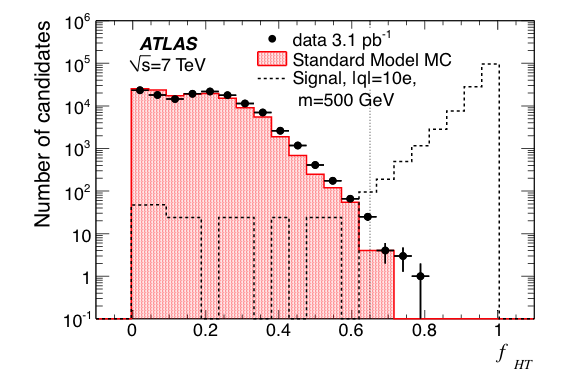 10^6
10^5
10^4
10^3
10^2
10
1
10^-1
Number of candidates
ATLAS
√s=7 TeV
data 3.1 pb^-1
Standard Model MC
Signal, |q|=10e,
m=500 GeV
0 0.2 0.4 0.6 0.8 1
f_HT